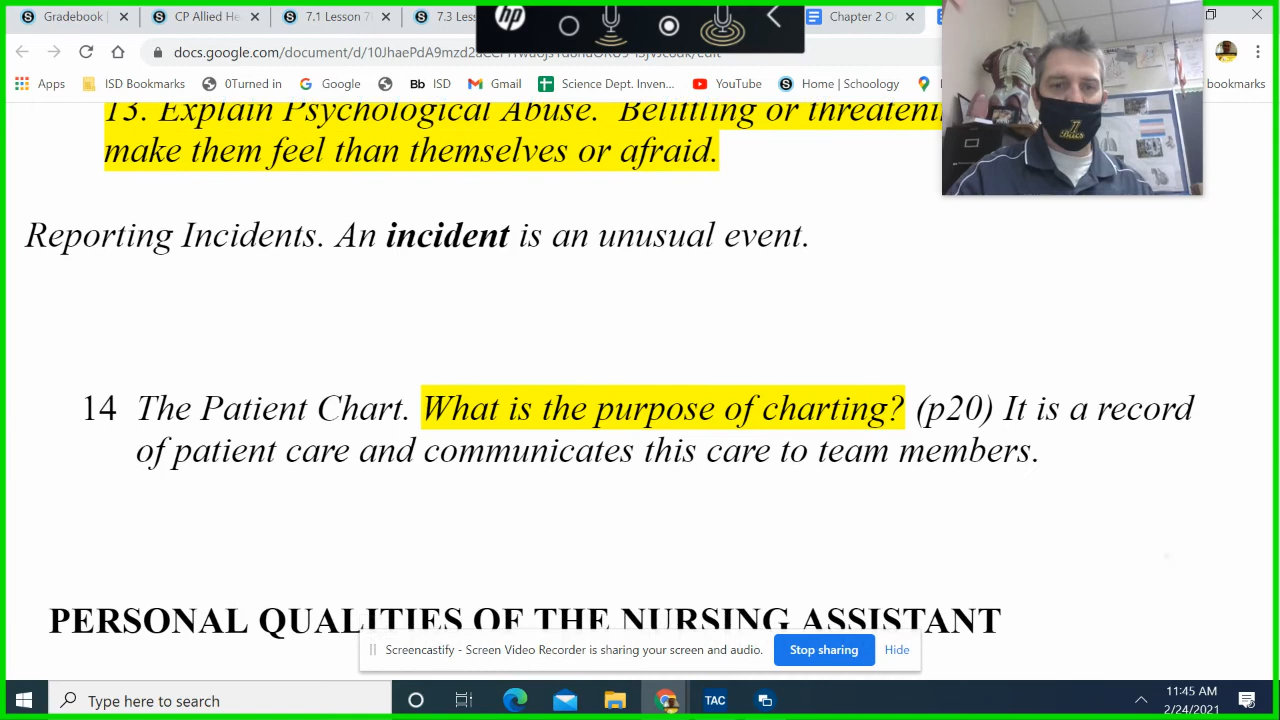 Gradebook
CP Allied He
7.1 Lesson 7
7.3 Les
hp
Chapter 2 O
docs.google.com/document/d/10JhaePdA9mzd2
edit
Apps
ISD Bookmarks
0Turned in
Google
Bb ISD
Gmail
Science Dept. Inven...
YouTube
Home | Schoology
bookmarks
13. Explain Psychological Abuse. Belittling or threateni
make them feel than themselves or afraid.
Reporting Incidents. An incident is an unusual event.
14 The Patient Chart. What is the purpose of charting? (p20) It is a record
of patient care and communicates this care to team members.
PERSONAL QUALITIES OF THE NURSING ASSISTANT
Screencastify - Screen Video Recorder is sharing your screen and audio.
Stop sharing
Hide
Type here to search
TAC
11:45 AM
2/24/2021